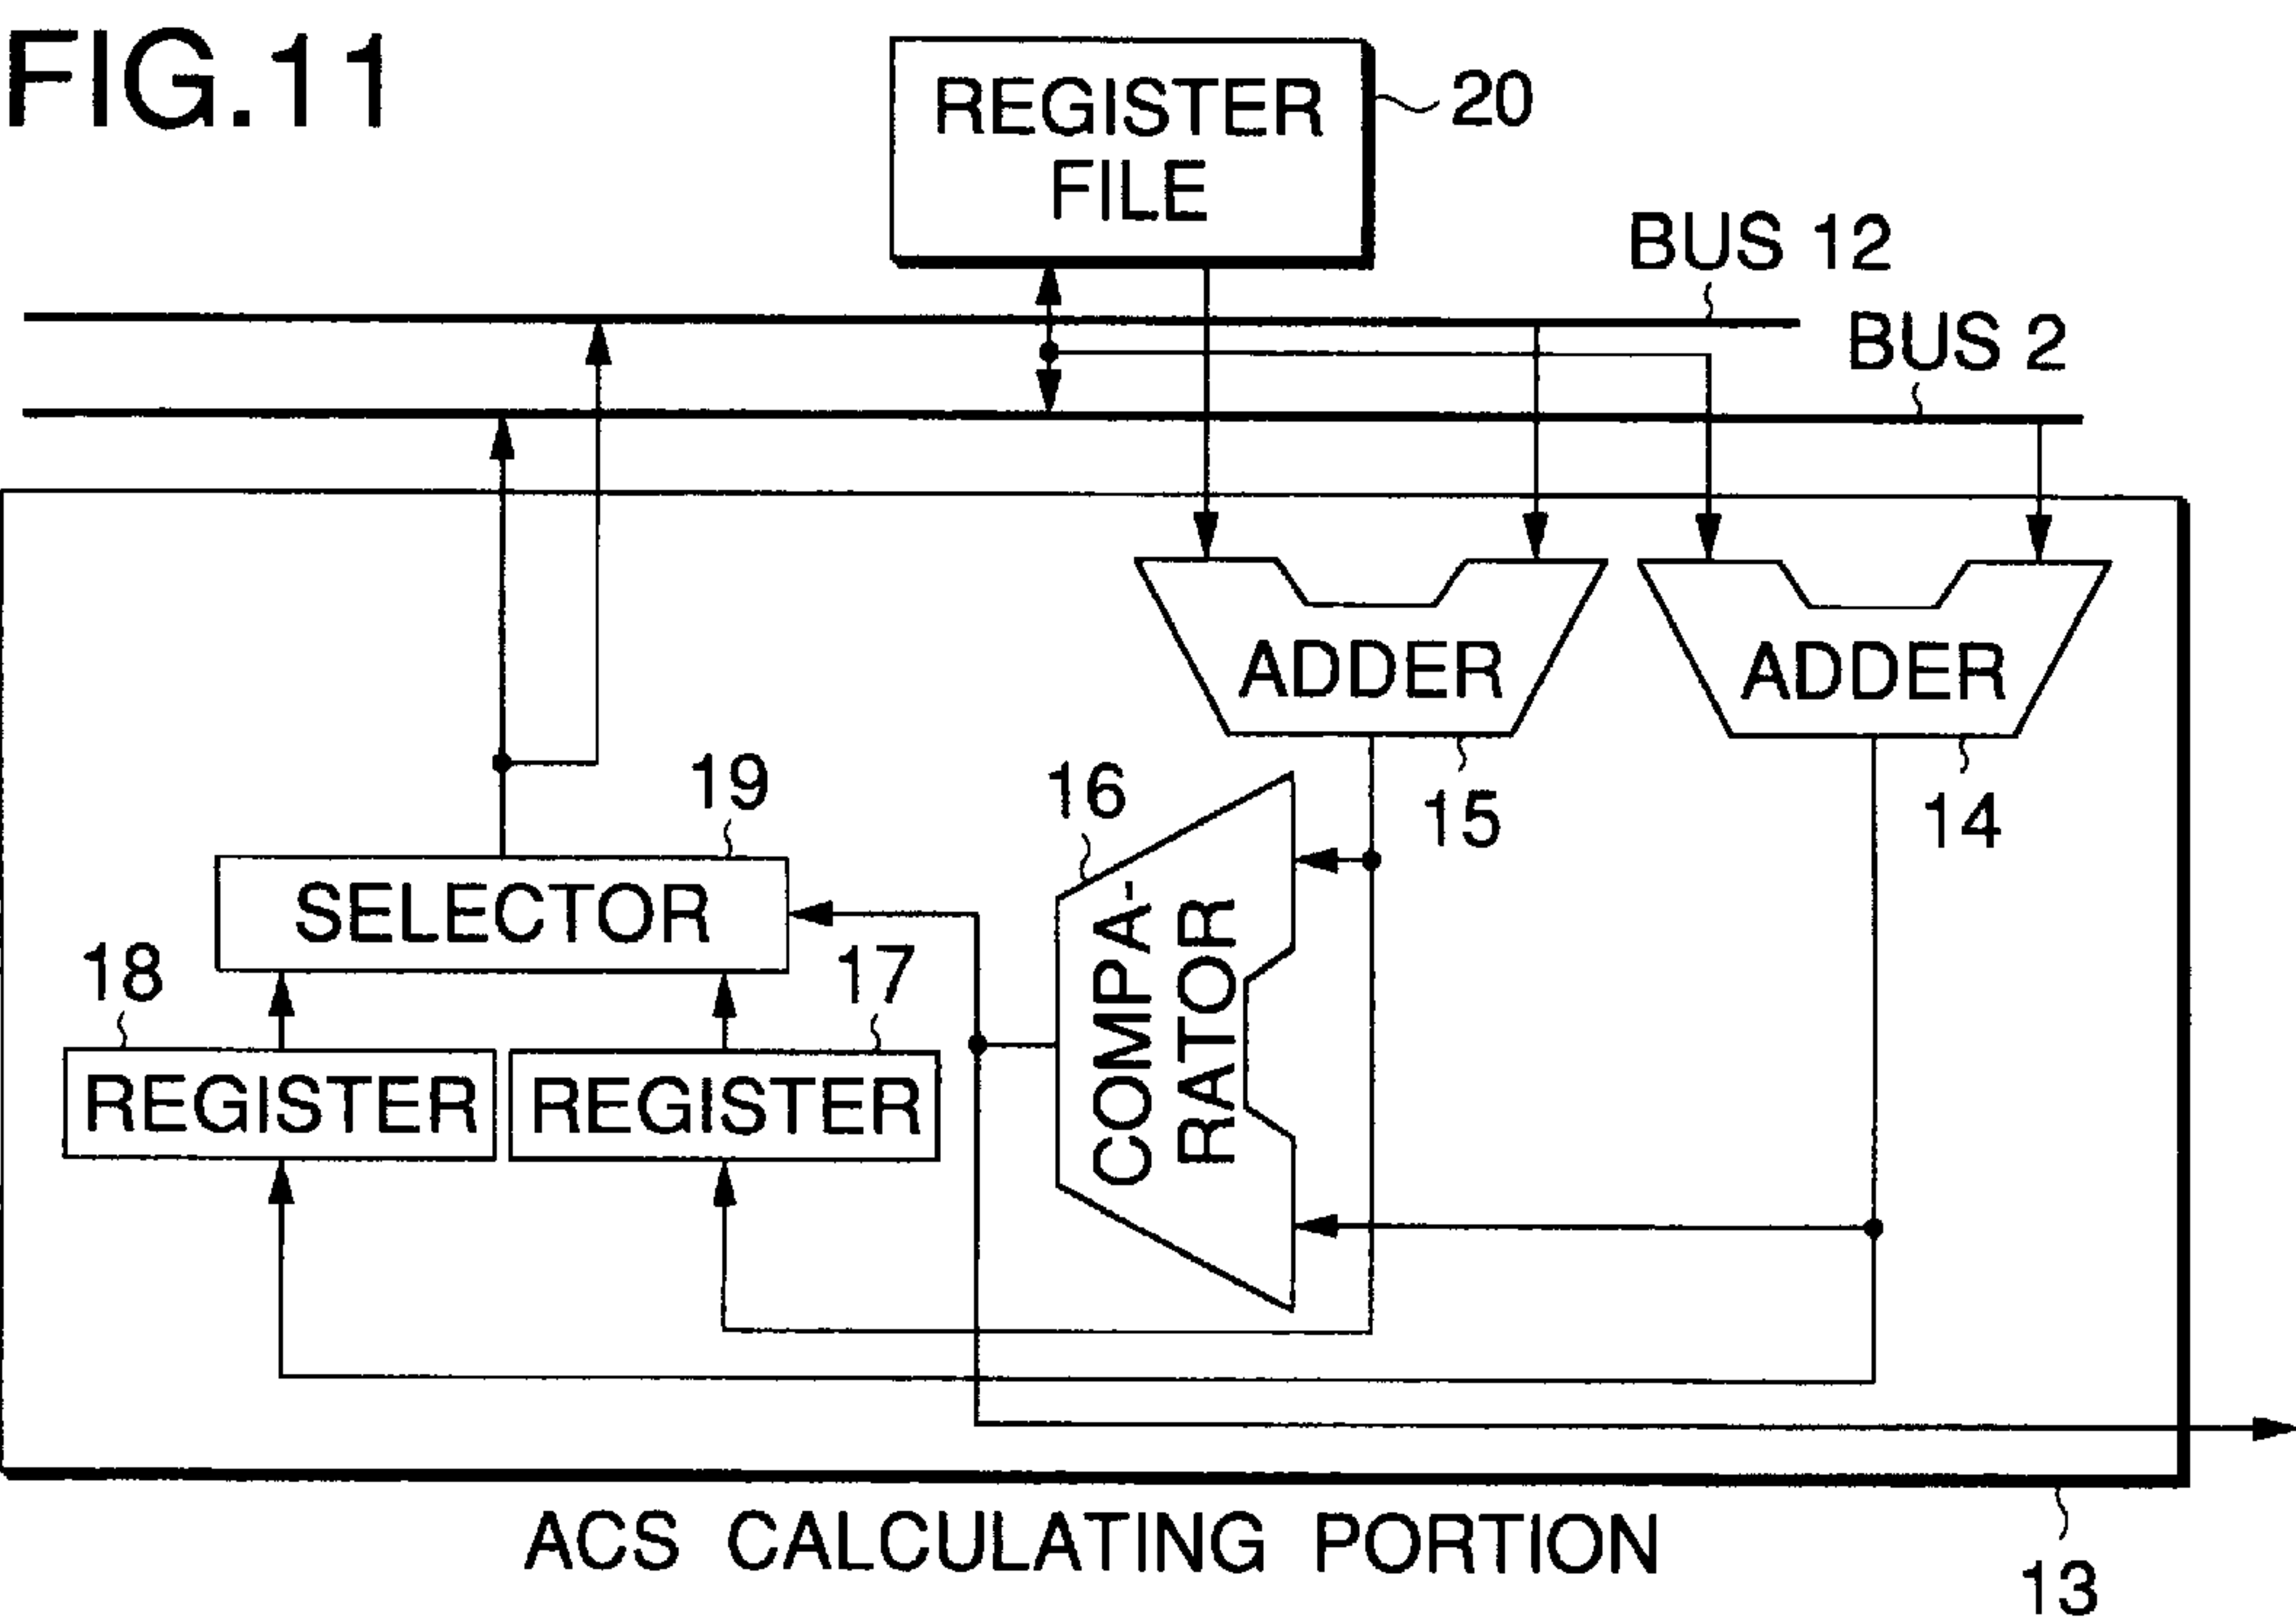 FIG.11
REGISTER
FILE
20
BUS 12
BUS 2
ADDER
ADDER
15
14
19
16
SELECTOR
COMPA-
RATOR
18
17
REGISTER
REGISTER
ACS CALCULATING PORTION
13